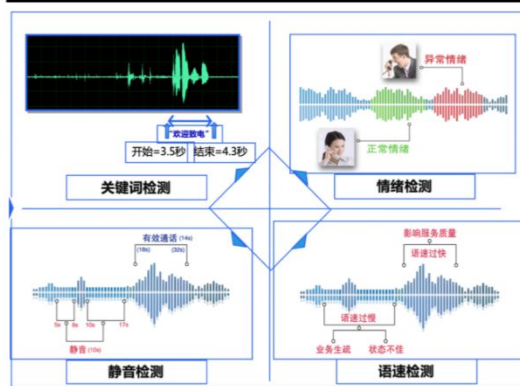 "欢迎致电"
开始=3.5秒
结束=4.3秒
关键词检测
异常情绪
正常情绪
情绪检测
有效通话 (14s)
(18s)
(32s)
5s
8s
10s
17s
静音 (10s)
静音检测
影响服务质量
语速过快
语速过慢
业务生疏
状态不佳
语速检测